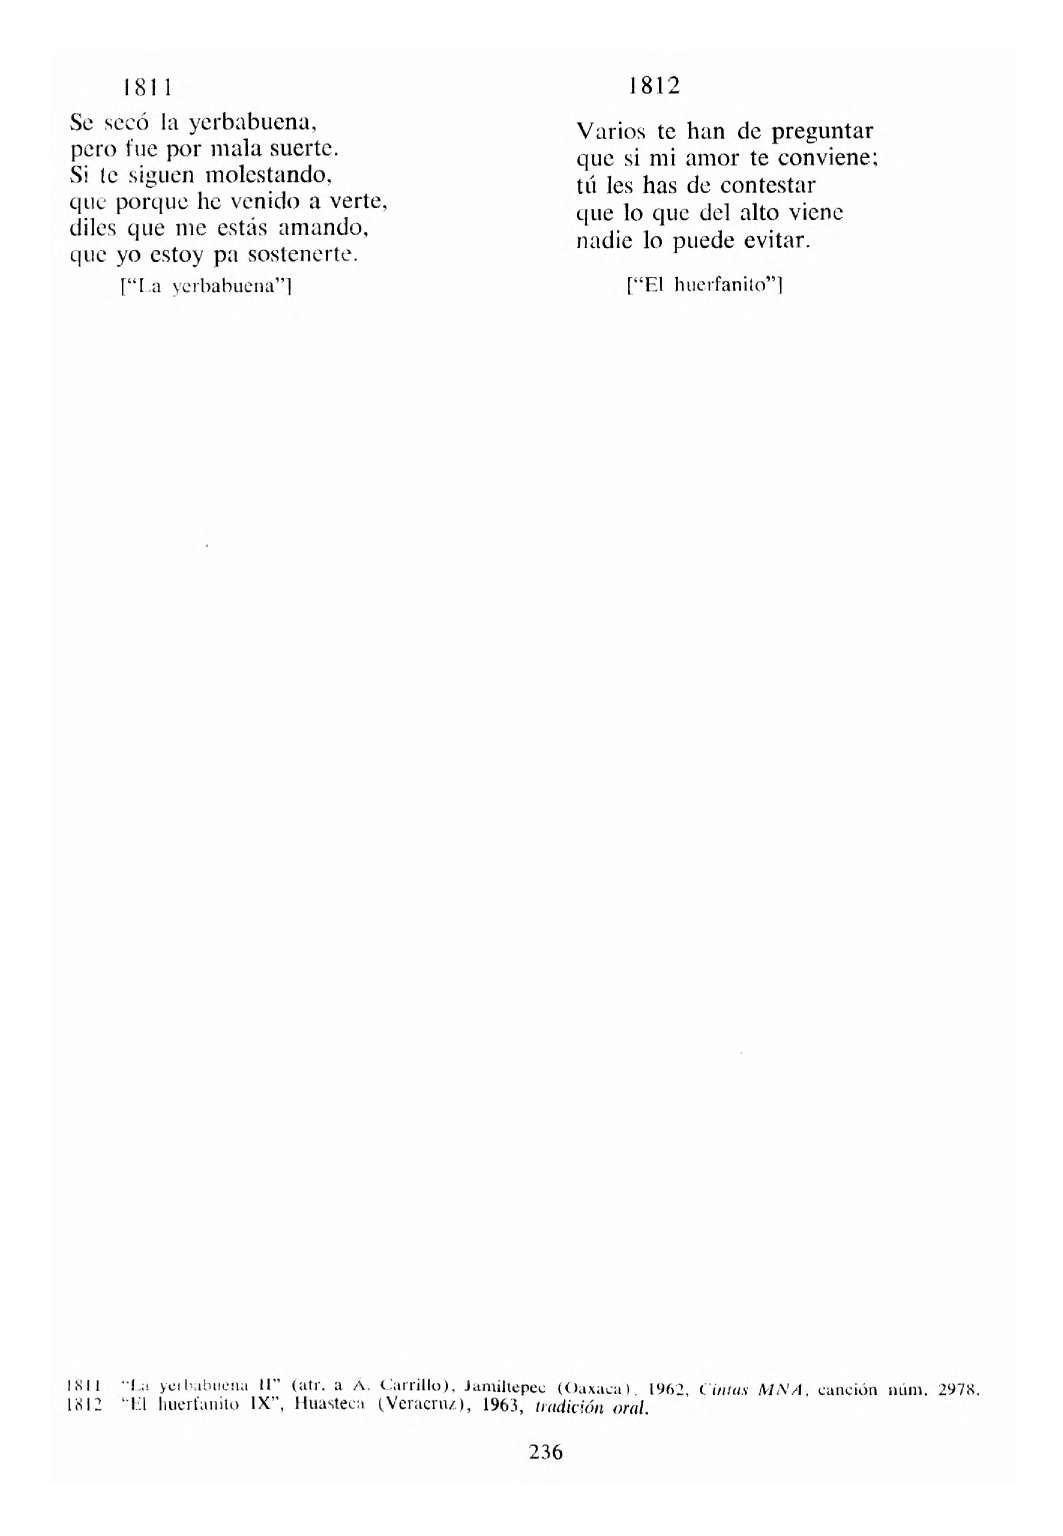 1811
Se secó la yerbabuena,
pero fue por mala suerte.
Si te siguen molestando,
que porque he venido a verte,
diles que me estás amando,
que yo estoy pa sostenerte.
[“La yerbabuena”]
1812
Varios te han de preguntar
que si mi amor te conviene;
tú les has de contestar
que lo que del alto viene
nadie lo puede evitar.
[“El huerfanito”]
1811 “La yerbabuena II” (atr. a A. Carrillo), Jamiltepec (Oaxaca), 1962, Cintas MNA, canción núm. 2978.
1812 “El huerfanito IX”, Huasteca (Veracruz), 1963, tradición oral.
236